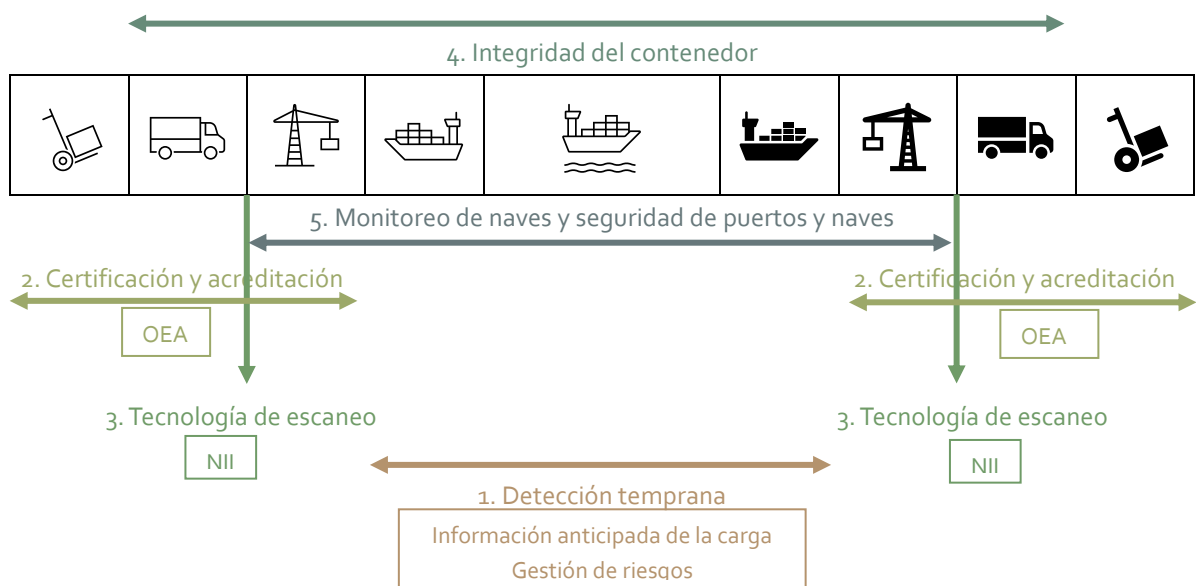 4. Integridad del contenedor
5. Monitoreo de naves y seguridad de puertos y naves
2. Certificación y acreditación
OEA
2. Certificación y acreditación
OEA
3. Tecnología de escaneo
NII
3. Tecnología de escaneo
NII
1. Detección temprana
Información anticipada de la carga
Gestión de riesgos